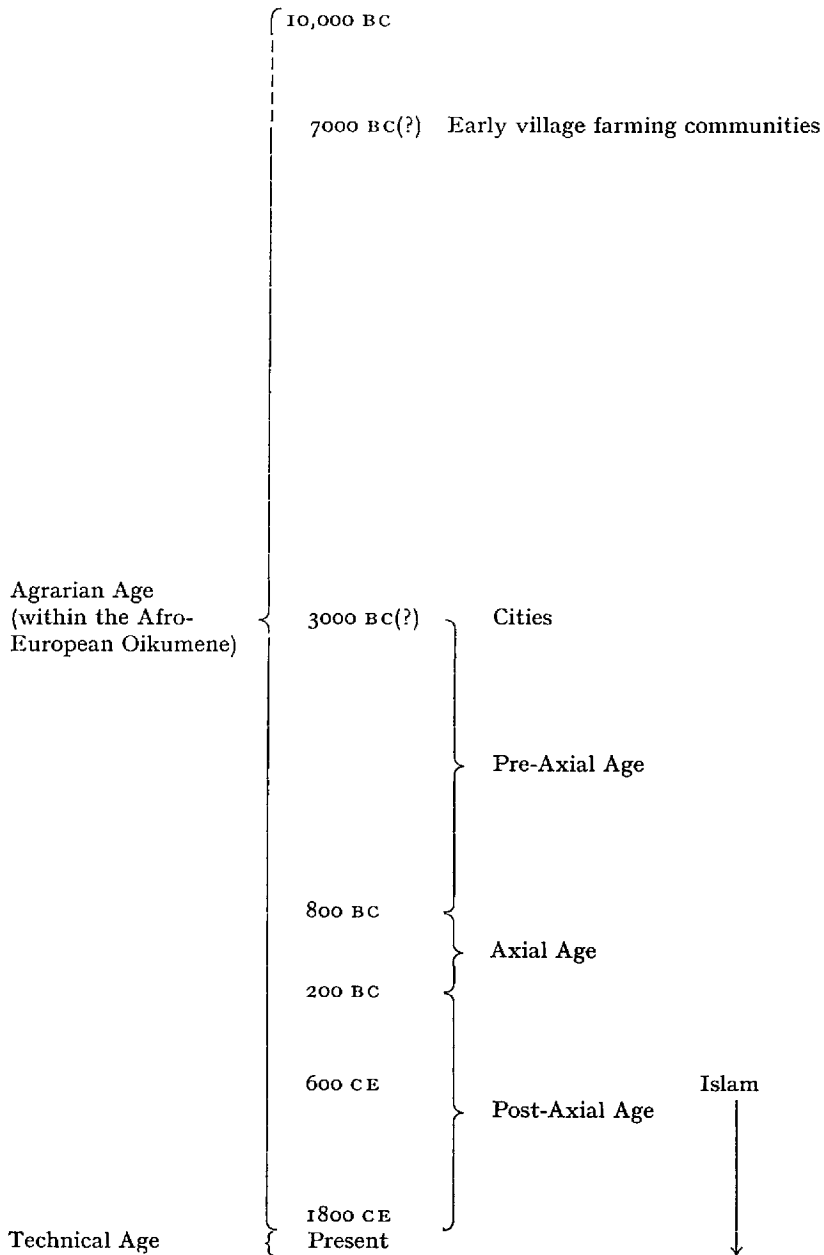 10,000 BC
7000 BC(?) Early village farming communities
Agrarian Age
(within the Afro-
European Oikumene)
3000 BC(?) Cities
Pre-Axial Age
800 BC
Axial Age
200 BC
600 CE
Islam
Post-Axial Age
1800 CE
Technical Age
Present